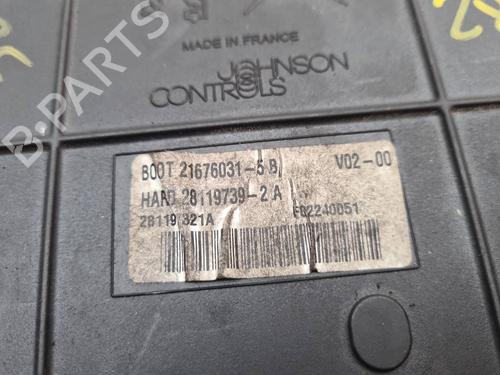 MADE IN FRANCE
JOHNSON
CONTROLS
BOOT 21676031-5 B V02-00
HARD 28119739-2 A
28119 321A F02240051
B-PARTS